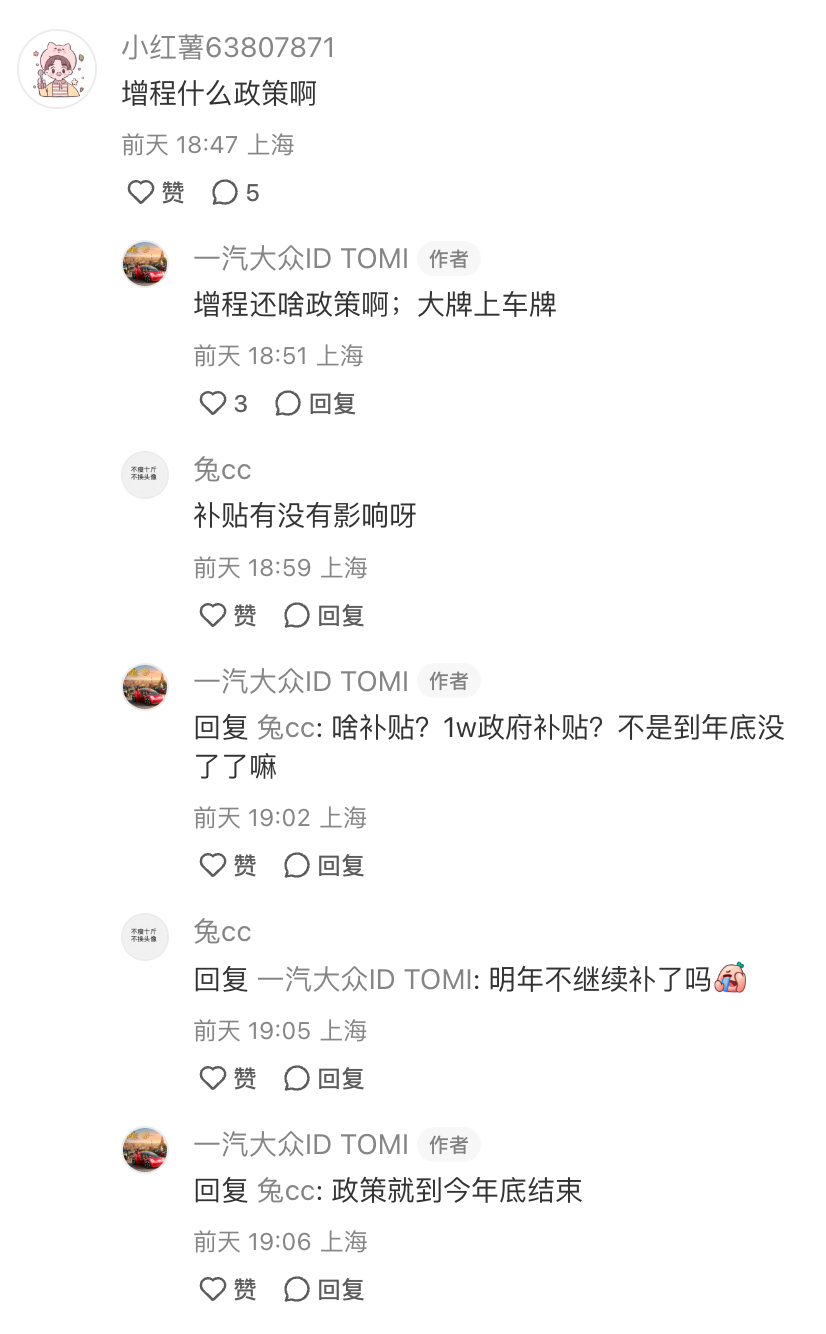 小红薯63807871
增程什么政策啊
前天 18:47 上海
赞 5
一汽大众ID TOMI 作者
增程还啥政策啊；大牌上车牌
前天 18:51 上海
3 回复
不瘦十斤
不换头像
兔cc
补贴有没有影响呀
前天 18:59 上海
赞 回复
一汽大众ID TOMI 作者
回复 兔cc: 啥补贴？1w政府补贴？不是到年底没
了了嘛
前天 19:02 上海
赞 回复
不瘦十斤
不换头像
兔cc
回复 一汽大众ID TOMI: 明年不继续补了吗
前天 19:05 上海
赞 回复
一汽大众ID TOMI 作者
回复 兔cc: 政策就到今年底结束
前天 19:06 上海
赞 回复